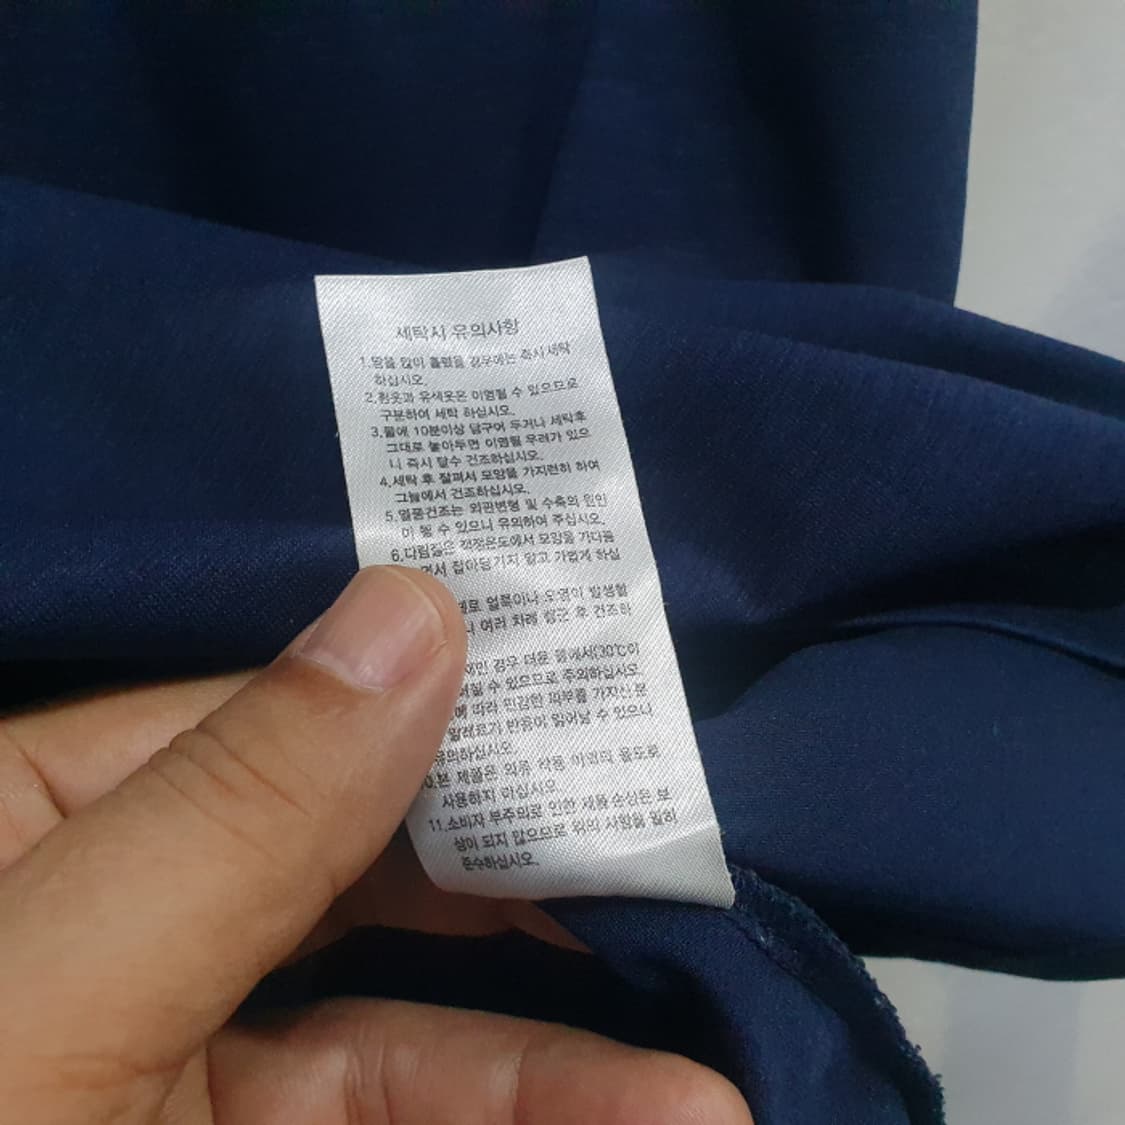 세탁시 유의사항
1.땀을 많이 흘렸을 경우에는 즉시 세탁
하십시오.
2.흰옷과 유색옷은 이염될 수 있으므로
구분하여 세탁 하십시오.
3.물에 10분이상 담구어 두거나 세탁후
그대로 놓아두면 이염될 우려가 있으
니 즉시 탈수 건조하십시오.
4.세탁 후 잘펴서 모양을 가지런히 하여
그늘에서 건조하십시오.
5.열풍건조는 외관변형 및 수축의 원인
이 될 수 있으니 유의하여 주십시오.
6.다림질은 적정온도에서 모양을 가다듬
면서 잡아당기지 말고 가볍게 하십
얼룩이나 오염이 발생할
여러 차례 헹군 후 건조하
경우 더운 물에서(30℃이
수 있으므로 주의하십시오
따라 민감한 피부를 가지신 분
알레르기 반응이 일어날 수 있으니
유의하십시오
본 제품은 의류 착용 이외의 용도로
사용하지 마십시오
11.소비자 부주의로 인한 제품 손상은 보
상이 되지 않으므로 위의 사항을 필히
준수하십시오.